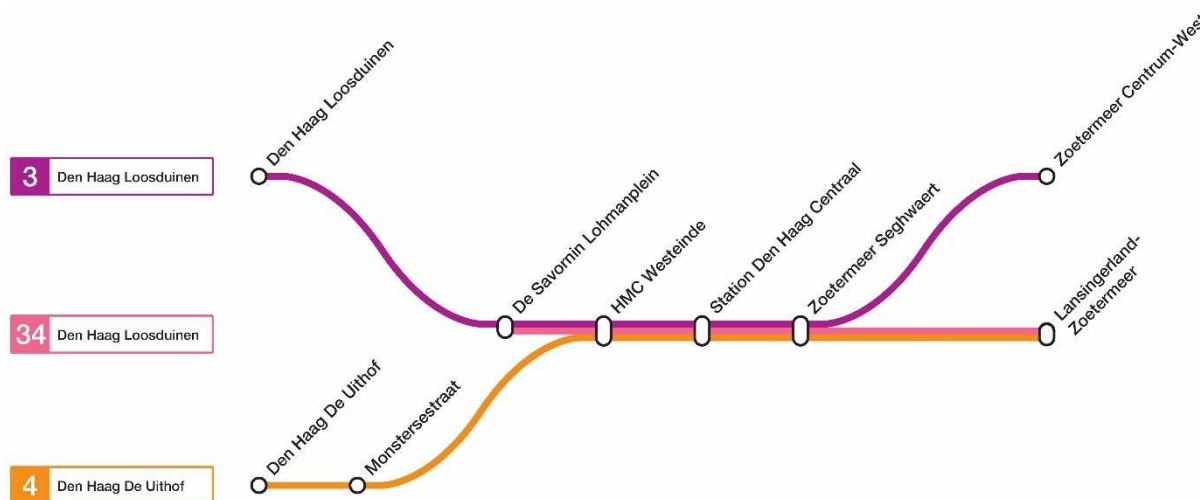 3 Den Haag Loosduinen
34 Den Haag Loosduinen
4 Den Haag De Uithof
Den Haag Loosduinen
Den Haag De Uithof
Monstersestraat
De Savornin Lohmanplein
HMC Westeinde
Station Den Haag Centraal
Zoetermeer Seghwaert
Zoetermeer Centrum-West
Lansingerland-
Zoetermeer